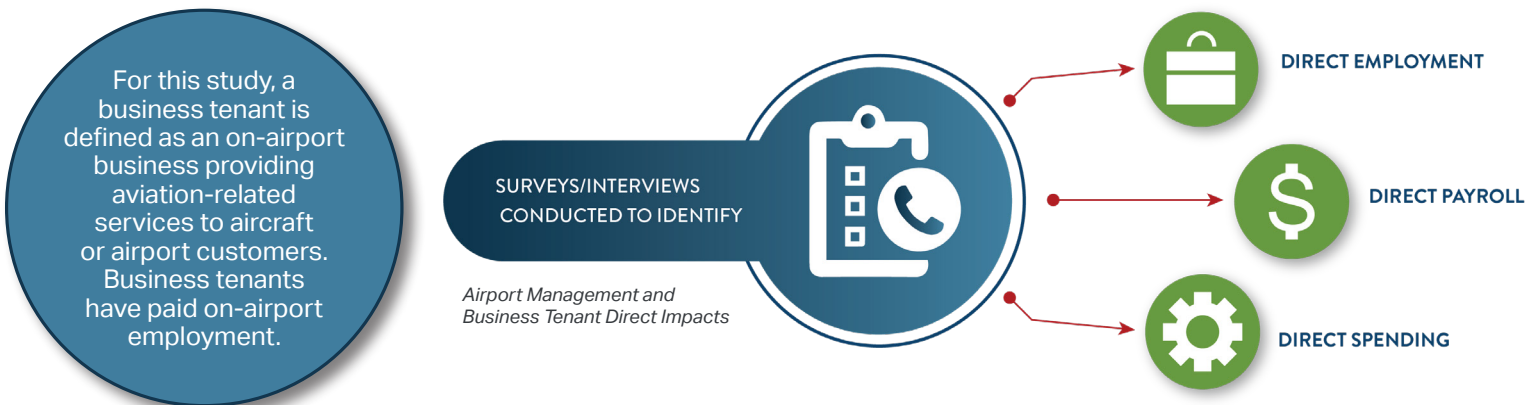 For this study, a
business tenant is
defined as an on-airport
business providing
aviation-related
services to aircraft
or airport customers.
Business tenants
have paid on-airport
employment.
SURVEYS/INTERVIEWS
CONDUCTED TO IDENTIFY
Airport Management and
Business Tenant Direct Impacts
DIRECT EMPLOYMENT
$
DIRECT PAYROLL
DIRECT SPENDING